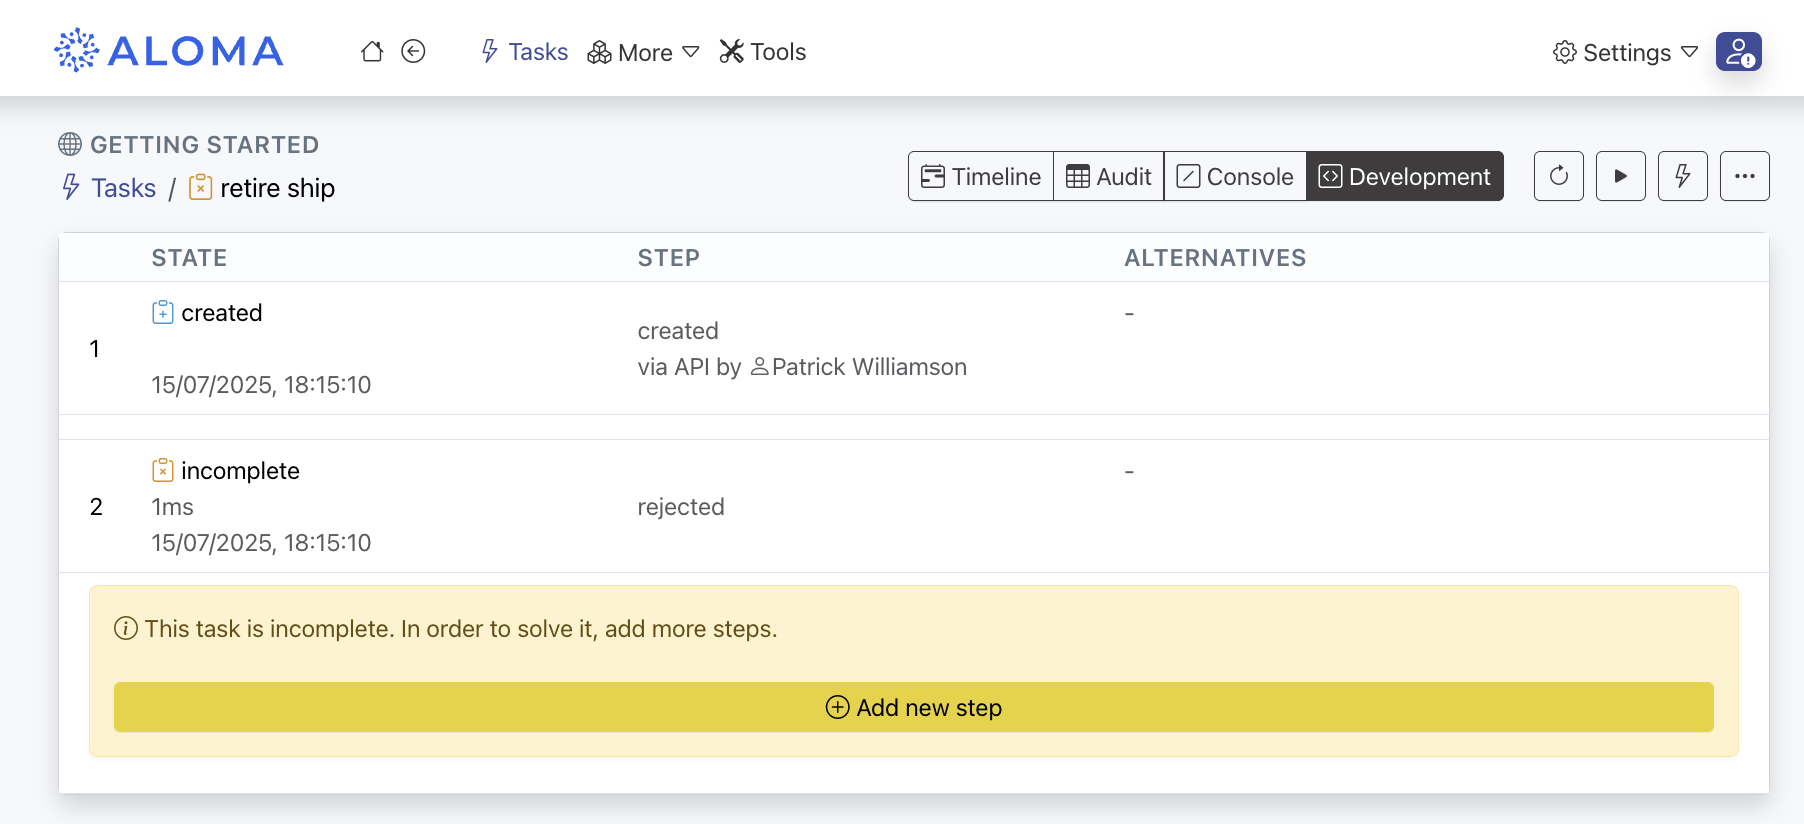 ALOMA
Tasks
More
Tools
Settings
GETTING STARTED
Tasks / retire ship
Timeline
Audit
Console
Development
STATE STEP ALTERNATIVES
1
created
15/07/2025, 18:15:10
created
via API by Patrick Williamson
-
2
incomplete
1ms
15/07/2025, 18:15:10
rejected
-
This task is incomplete. In order to solve it, add more steps.
Add new step